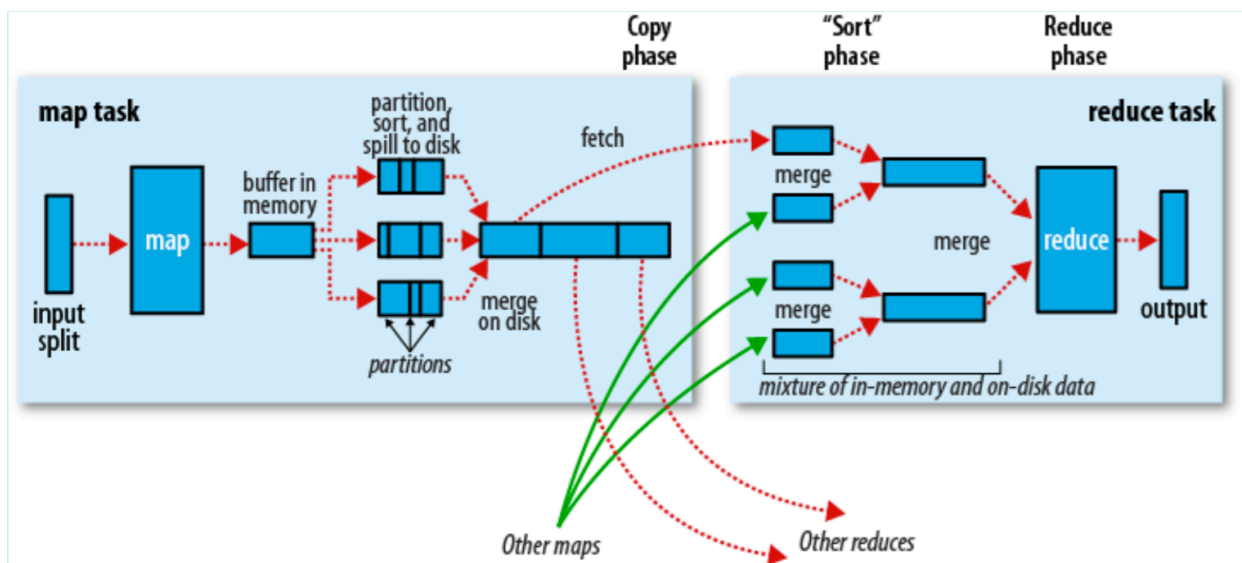 Copy
phase
“Sort”
phase
Reduce
phase
map task
partition,
sort, and
spill to disk
fetch
reduce task
buffer in
memory
merge
map
merge
reduce
input
split
merge
on disk
merge
output
partitions
mixture of in-memory and on-disk data
Other maps
Other reduces